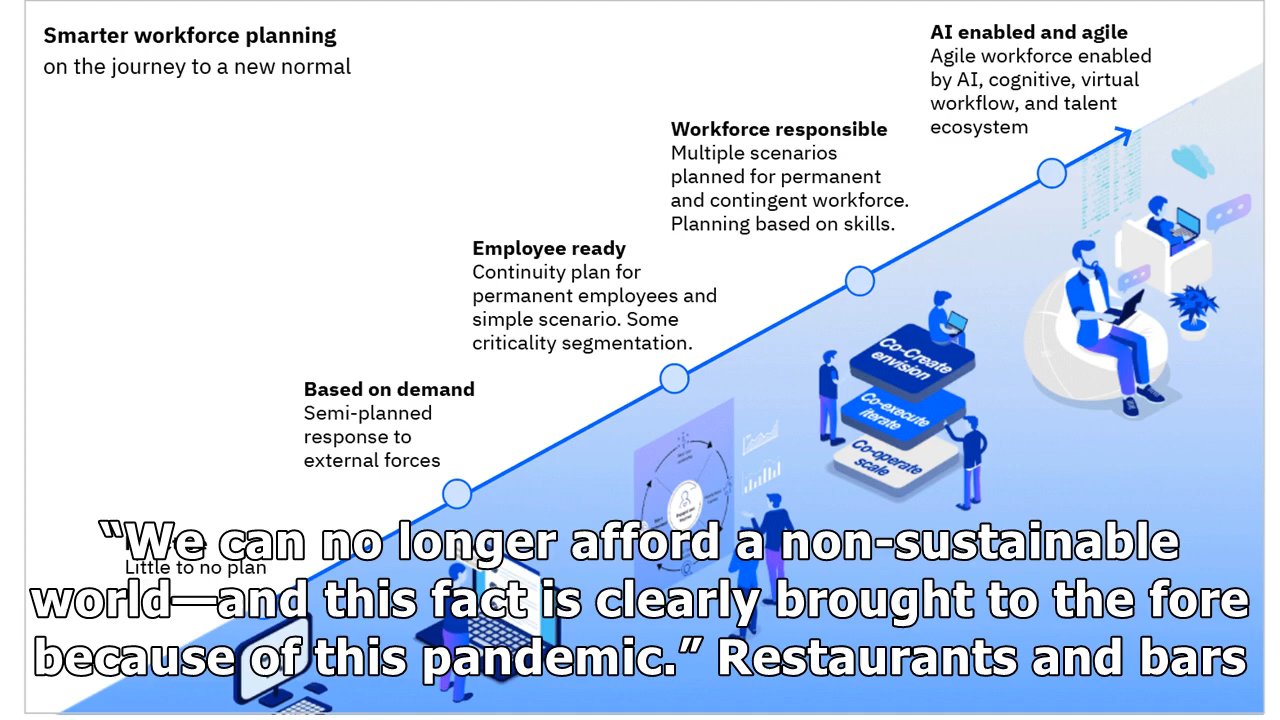 Smarter workforce planning
on the journey to a new normal
AI enabled and agile
Agile workforce enabled
by AI, cognitive, virtual
workflow, and talent
ecosystem
Workforce responsible
Multiple scenarios
planned for permanent
and contingent workforce.
Planning based on skills.
Employee ready
Continuity plan for
permanent employees and
simple scenario. Some
criticality segmentation.
Based on demand
Semi-planned
response to
external forces
Little to no plan
Co-Create
envision
Co-execute
iterate
Co-operate
scale
“We can no longer afford a non-sustainable
world—and this fact is clearly brought to the fore
because of this pandemic.” Restaurants and bars